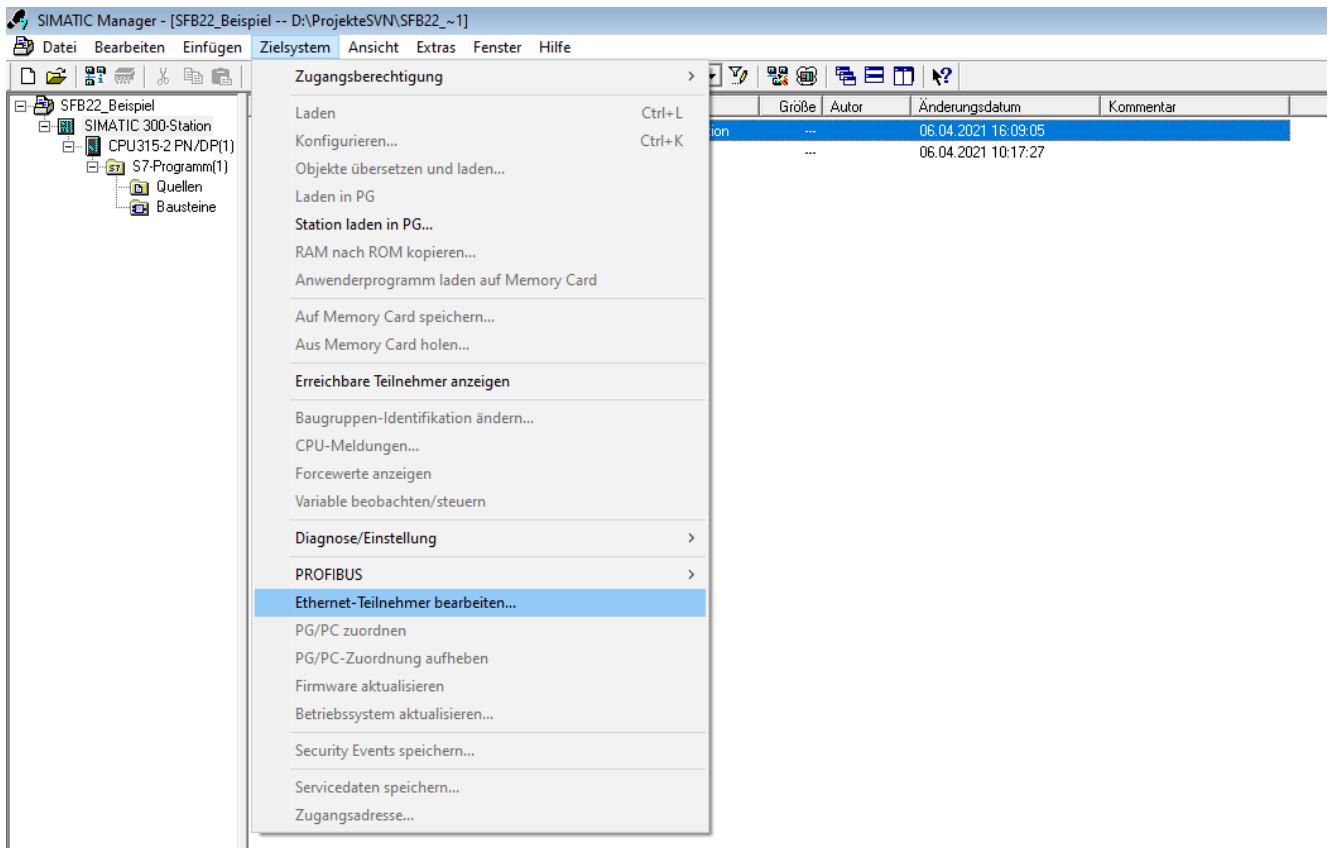 SIMATIC Manager - [SFB22_Beispiel -- D:\ProjekteSVN\SFB22_~1]
Datei Bearbeiten Einfügen Zielsystem Ansicht Extras Fenster Hilfe
Zugangsberechtigung >
SFB22_Beispiel
SIMATIC 300-Station
CPU315-2 PN/DP(1)
S7-Programm(1)
Quellen
Bausteine
Größe Autor Änderungsdatum Kommentar
ion --- 06.04.2021 16:09:05
--- 06.04.2021 10:17:27
Laden Ctrl+L
Konfigurieren... Ctrl+K
Objekte übersetzen und laden...
Laden in PG
Station laden in PG...
RAM nach ROM kopieren...
Anwenderprogramm laden auf Memory Card
Auf Memory Card speichern...
Aus Memory Card holen...
Erreichbare Teilnehmer anzeigen
Baugruppen-Identifikation ändern...
CPU-Meldungen...
Forcewerte anzeigen
Variable beobachten/steuern
Diagnose/Einstellung >
PROFIBUS >
Ethernet-Teilnehmer bearbeiten...
PG/PC zuordnen
PG/PC-Zuordnung aufheben
Firmware aktualisieren
Betriebssystem aktualisieren...
Security Events speichern...
Servicedaten speichern...
Zugangsadresse...